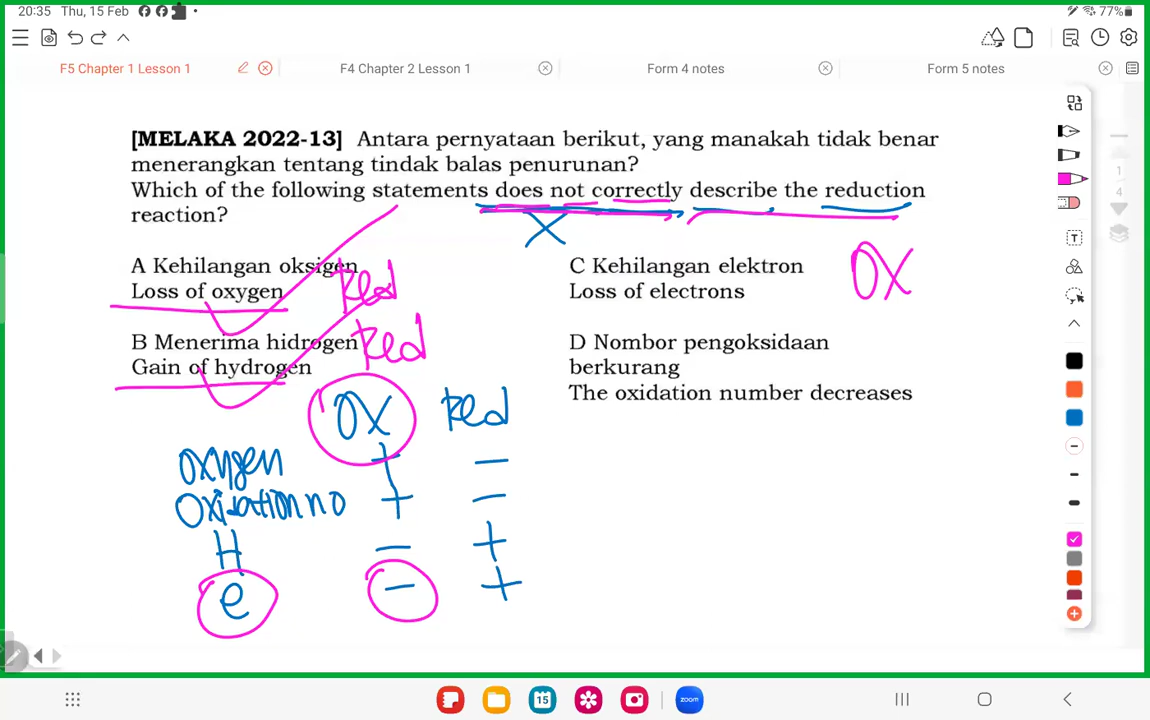 20:35 Thu, 15 Feb
77%
F5 Chapter 1 Lesson 1
F4 Chapter 2 Lesson 1
Form 4 notes
Form 5 notes
[MELAKA 2022-13] Antara pernyataan berikut, yang manakah tidak benar
menerangkan tentang tindak balas penurunan?
Which of the following statements does not correctly describe the reduction
reaction?
A Kehilangan oksigen
Loss of oxygen
Red
B Menerima hidrogen
Gain of hydrogen
Red
C Kehilangan elektron
Loss of electrons
OX
D Nombor pengoksidaan
berkurang
The oxidation number decreases
OX Red
oxygen + −
Oxidation no + −
H − +
e − +
1
4
T
15
zoom